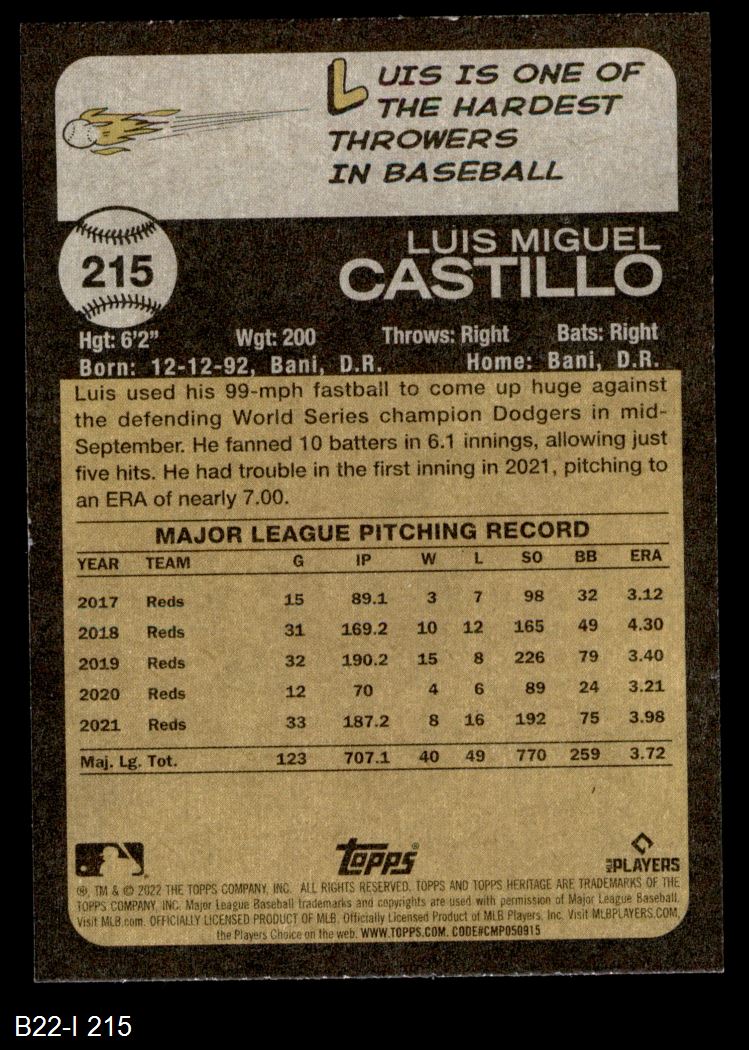 LUIS IS ONE OF
THE HARDEST
THROWERS
IN BASEBALL
215
LUIS MIGUEL
CASTILLO
Hgt: 6'2" Wgt: 200 Throws: Right Bats: Right
Born: 12-12-92, Bani, D.R. Home: Bani, D.R.
Luis used his 99-mph fastball to come up huge against
the defending World Series champion Dodgers in mid-
September. He fanned 10 batters in 6.1 innings, allowing just
five hits. He had trouble in the first inning in 2021, pitching to
an ERA of nearly 7.00.
MAJOR LEAGUE PITCHING RECORD
YEAR TEAM G IP W L SO BB ERA
2017 Reds 15 89.1 3 7 98 32 3.12
2018 Reds 31 169.2 10 12 165 49 4.30
2019 Reds 32 190.2 15 8 226 79 3.40
2020 Reds 12 70 4 6 89 24 3.21
2021 Reds 33 187.2 8 16 192 75 3.98
Maj. Lg. Tot. 123 707.1 40 49 770 259 3.72
Topps®
MLB PLAYERS
®, TM & © 2022 THE TOPPS COMPANY, INC. ALL RIGHTS RESERVED. TOPPS AND TOPPS HERITAGE ARE TRADEMARKS OF THE
TOPPS COMPANY, INC. Major League Baseball trademarks and copyrights are used with permission of Major League Baseball.
Visit MLB.com. OFFICIALLY LICENSED PRODUCT OF MLB. Officially Licensed Product of MLB Players, Inc. Visit MLBPLAYERS.COM,
the Players Choice on the web. WWW.TOPPS.COM. CODE#CMP050915
B22-I 215